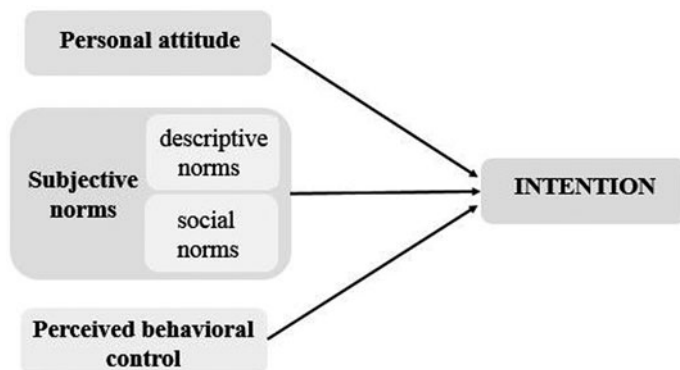 Personal attitude
Subjective
norms
descriptive
norms
social
norms
Perceived behavioral
control
INTENTION